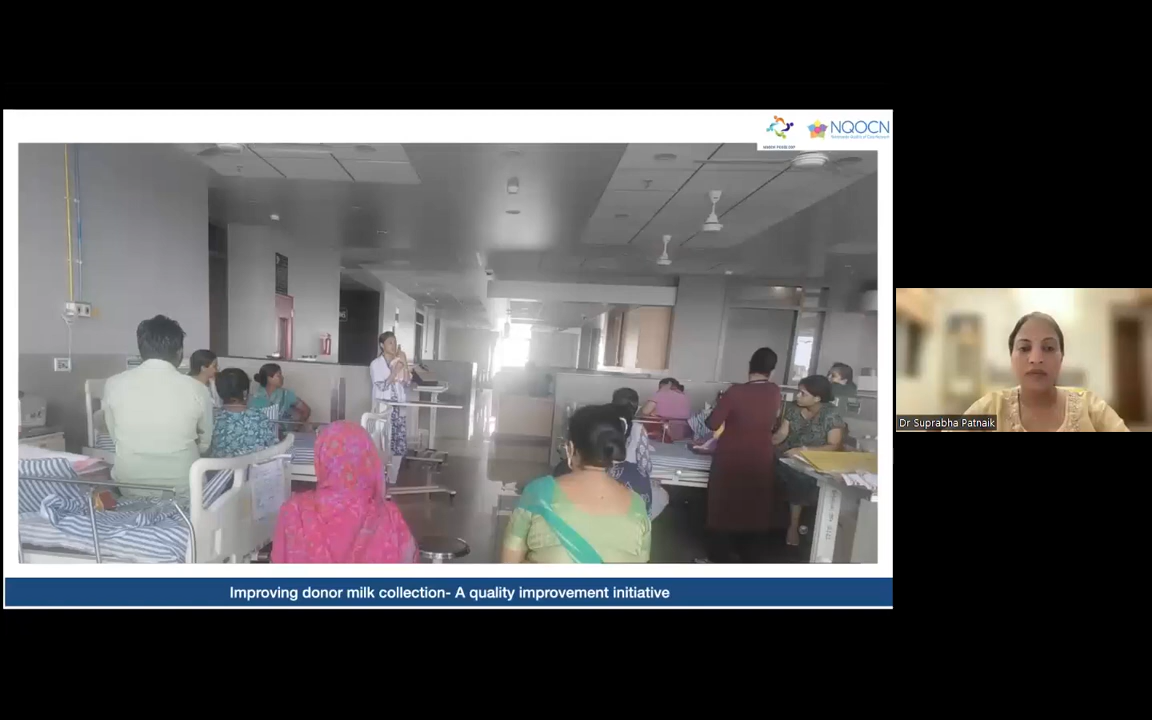 NQOCN
Improving donor milk collection- A quality improvement initiative
Dr Suprabha Patnaik